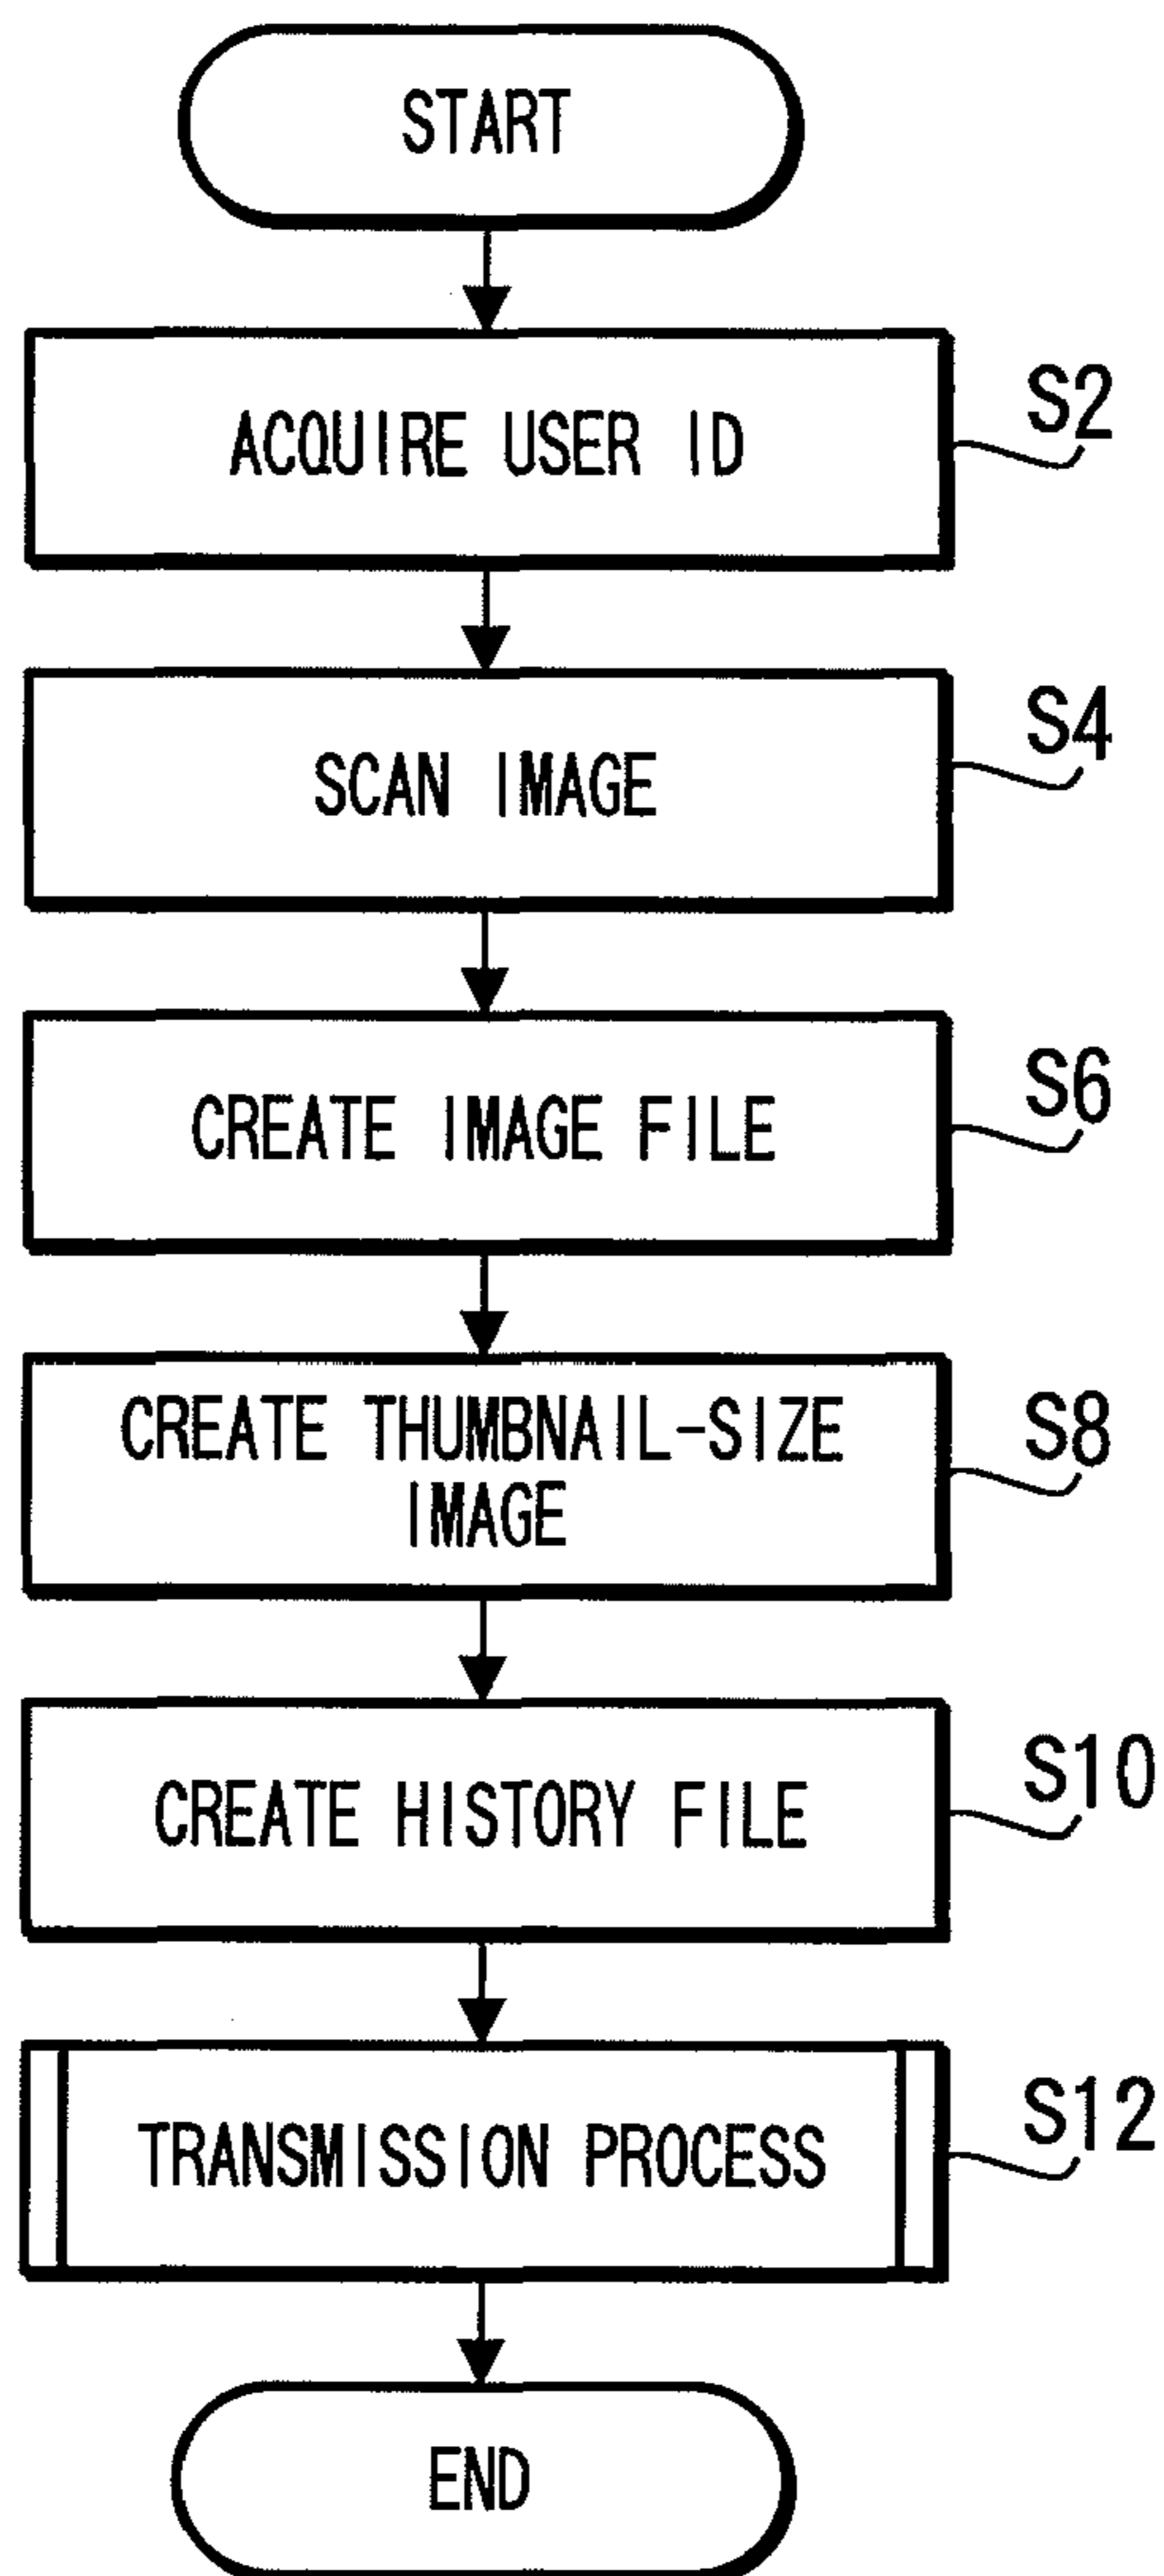 START
ACQUIRE USER ID
S2
SCAN IMAGE
S4
CREATE IMAGE FILE
S6
CREATE THUMBNAIL-SIZE
IMAGE
S8
CREATE HISTORY FILE
S10
TRANSMISSION PROCESS
S12
END